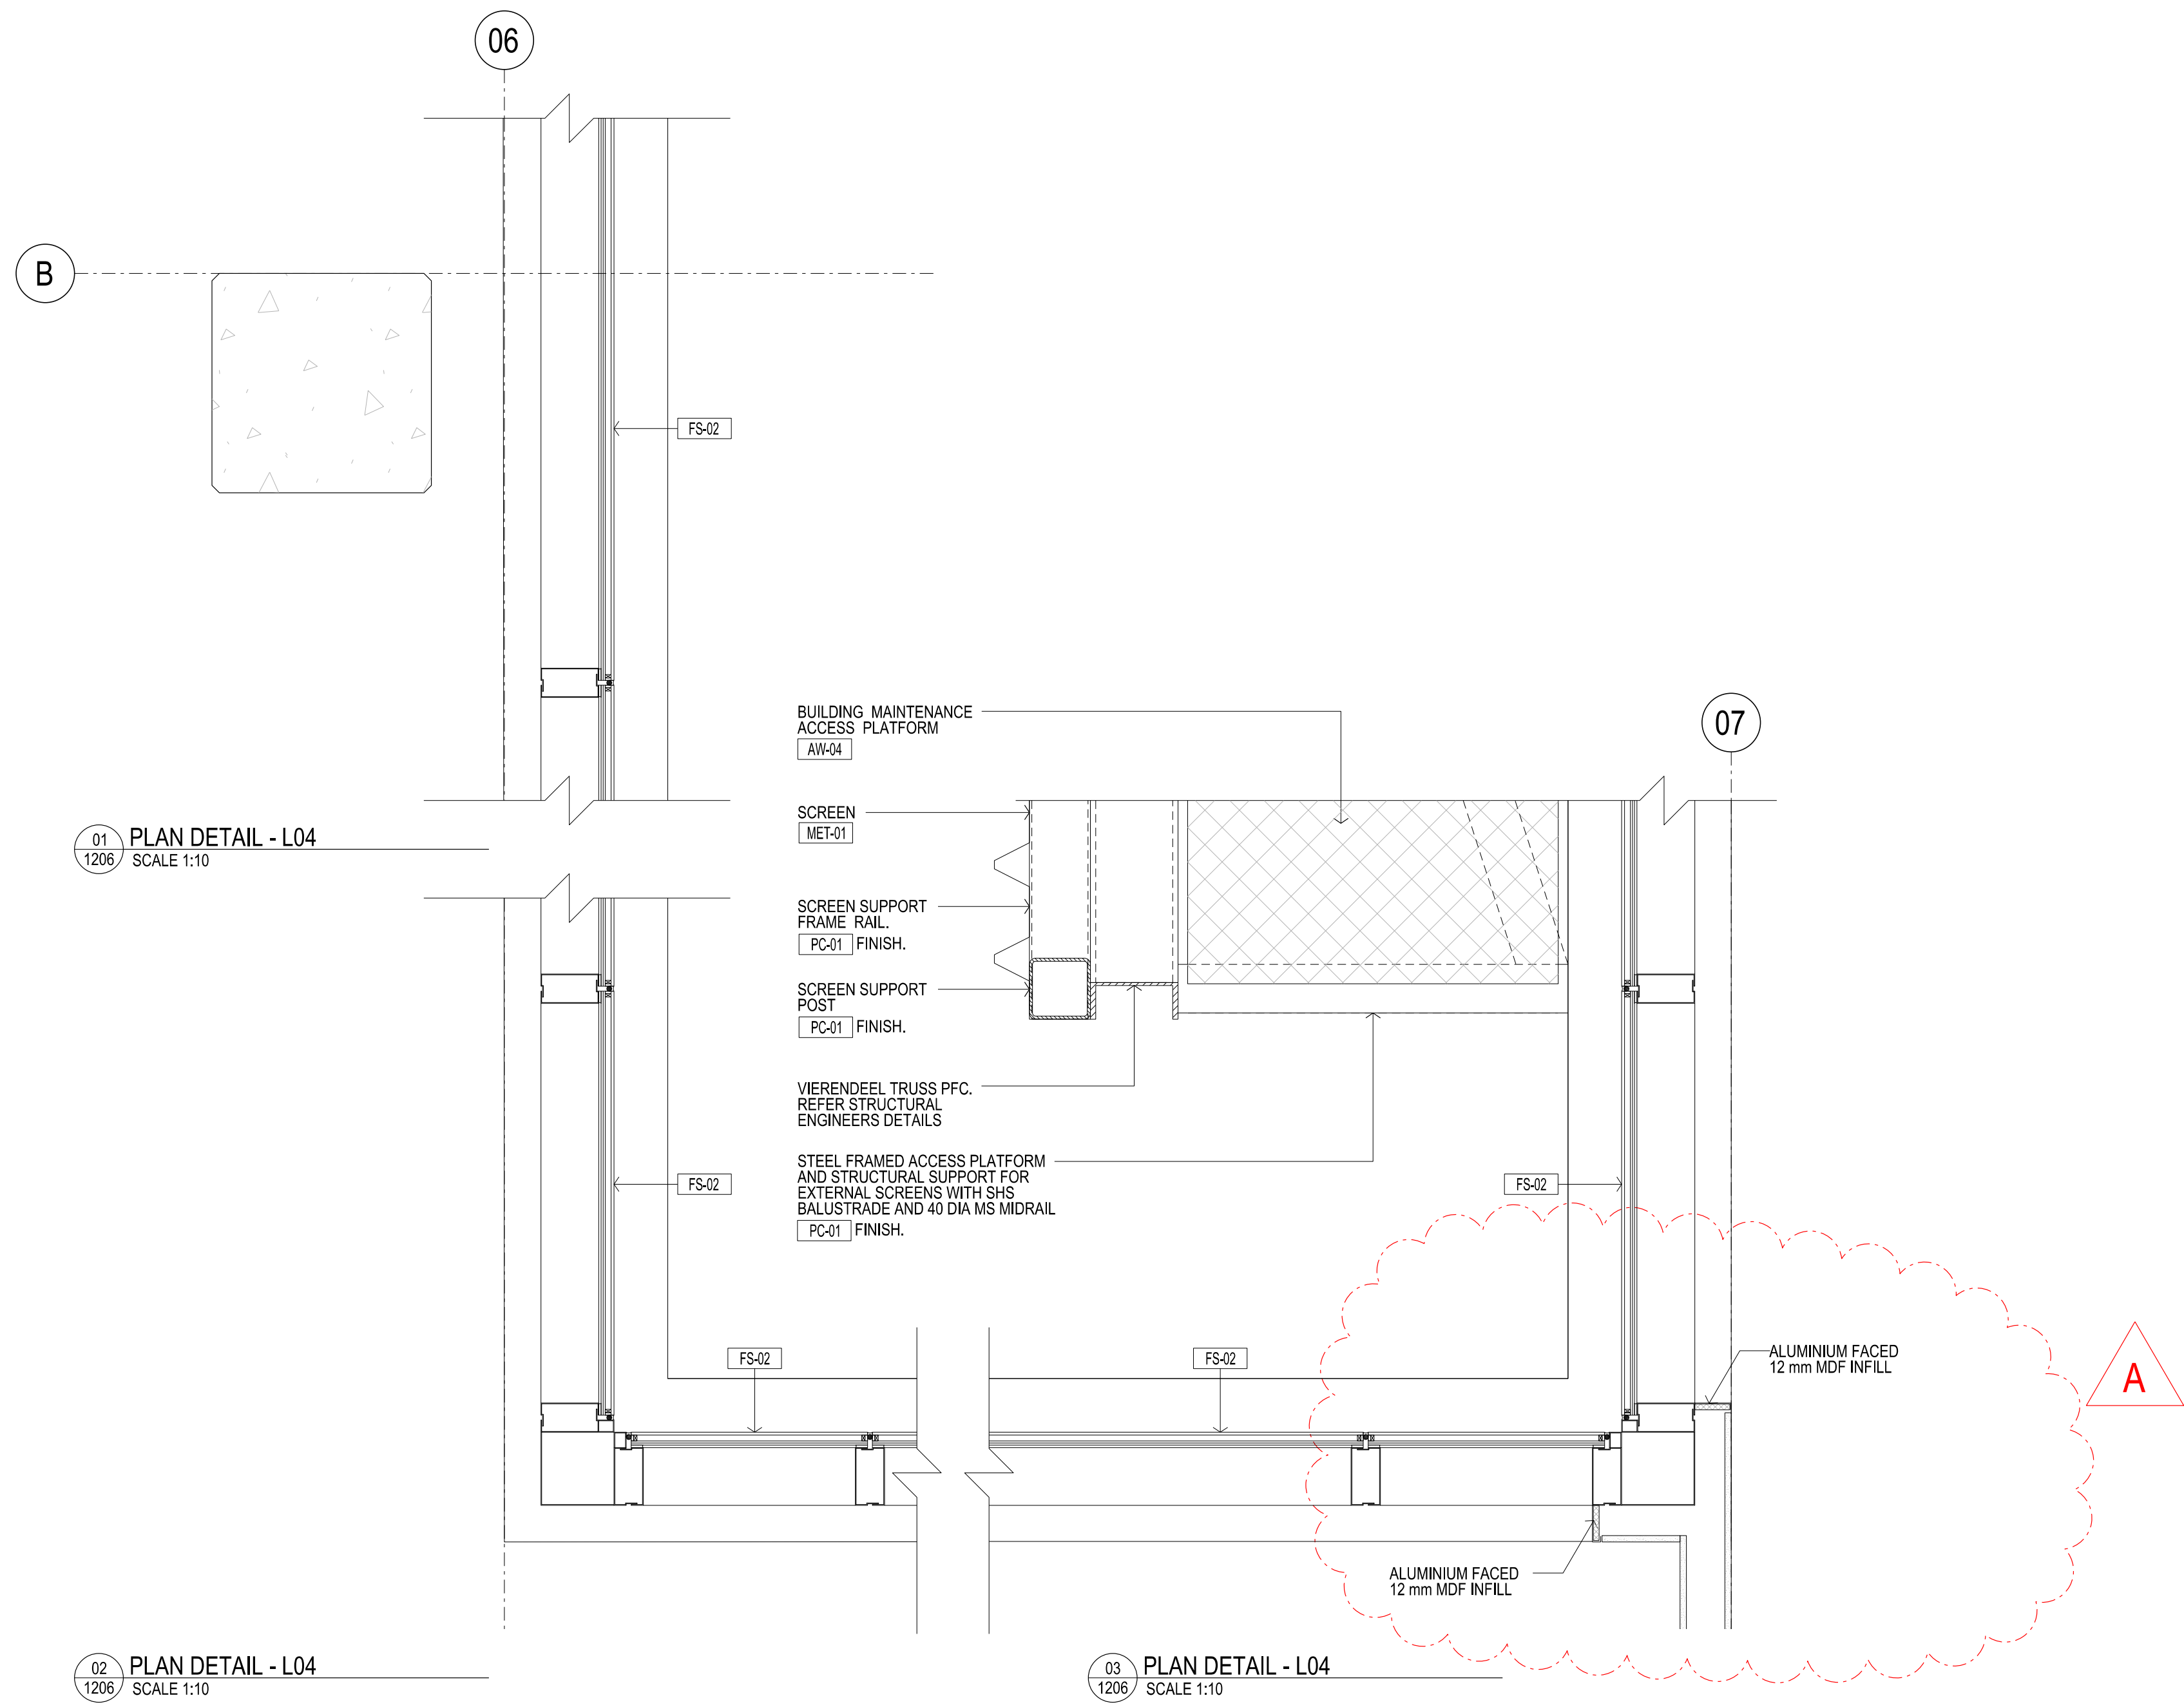 06
B
FS-02
BUILDING MAINTENANCE
ACCESS PLATFORM
AW-04
07
SCREEN
MET-01
01
1206
PLAN DETAIL - L04
SCALE 1:10
SCREEN SUPPORT
FRAME RAIL.
PC-01 FINISH.
SCREEN SUPPORT
POST
PC-01 FINISH.
VIERENDEEL TRUSS PFC.
REFER STRUCTURAL
ENGINEERS DETAILS
STEEL FRAMED ACCESS PLATFORM
AND STRUCTURAL SUPPORT FOR
EXTERNAL SCREENS WITH SHS
BALUSTRADE AND 40 DIA MS MIDRAIL
PC-01 FINISH.
FS-02
FS-02
FS-02
FS-02
ALUMINIUM FACED
12 mm MDF INFILL
A
ALUMINIUM FACED
12 mm MDF INFILL
02
1206
PLAN DETAIL - L04
SCALE 1:10
03
1206
PLAN DETAIL - L04
SCALE 1:10